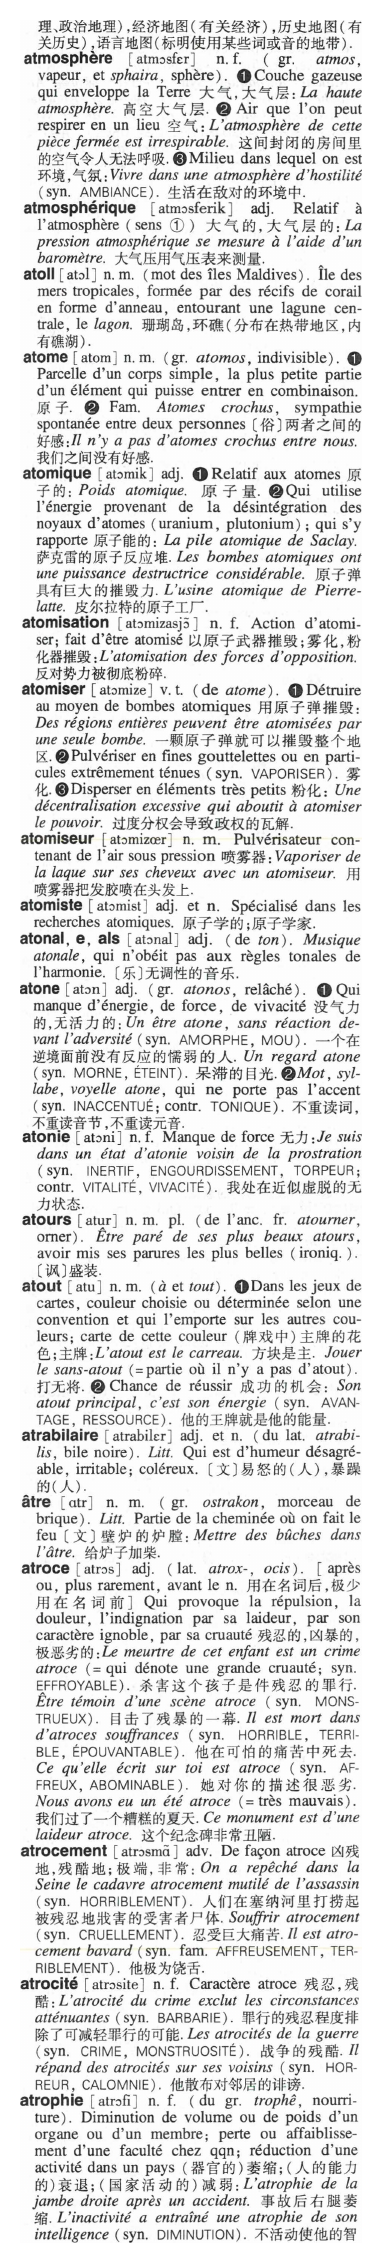 理、政治地理),经济地图(有关经济),历史地图(有
关历史),语言地图(标明使用某些词或音的地带).
atmosphère [atmɔsfɛr] n. f. (gr. atmos,
vapeur, et sphaira, sphère). ❶Couche gazeuse
qui enveloppe la Terre 大气,大气层: La haute
atmosphère. 高空大气层. ❷ Air que l'on peut
respirer en un lieu 空气: L'atmosphère de cette
pièce fermée est irrespirable. 这间封闭的房间里
的空气令人无法呼吸.❸Milieu dans lequel on est
环境,气氛:Vivre dans une atmosphère d'hostilité
(syn. AMBIANCE). 生活在敌对的环境中.
atmosphérique [atmɔsferik] adj. Relatif à
l'atmosphère (sens ①) 大气的,大气层的: La
pression atmosphérique se mesure à l'aide d'un
baromètre. 大气压用气压表来测量.
atoll [atɔl] n. m. (mot des îles Maldives). Île des
mers tropicales, formée par des récifs de corail
en forme d'anneau, entourant une lagune cen-
trale, le lagon. 珊瑚岛,环礁(分布在热带地区,内
有礁湖).
atome [atom] n. m. (gr. atomos, indivisible). ❶
Parcelle d'un corps simple, la plus petite partie
d'un élément qui puisse entrer en combinaison.
原子. ❷ Fam. Atomes crochus, sympathie
spontanée entre deux personnes〔俗〕两者之间的
好感:Il n'y a pas d'atomes crochus entre nous.
我们之间没有好感.
atomique [atɔmik] adj. ❶Relatif aux atomes 原
子的: Poids atomique. 原子量. ❷Qui utilise
l'énergie provenant de la désintégration des
noyaux d'atomes (uranium, plutonium); qui s'y
rapporte 原子能的: La pile atomique de Saclay.
萨克雷的原子反应堆. Les bombes atomiques ont
une puissance destructrice considérable. 原子弹
具有巨大的摧毁力. L'usine atomique de Pierre-
latte. 皮尔拉特的原子工厂.
atomisation [atɔmizasjɔ̃] n. f. Action d'atomi-
ser; fait d'être atomisé 以原子武器摧毁;雾化,粉
化器摧毁:L'atomisation des forces d'opposition.
反对势力被彻底粉碎.
atomiser [atɔmize] v. t. (de atome). ❶Détruire
au moyen de bombes atomiques 用原子弹摧毁:
Des régions entières peuvent être atomisées par
une seule bombe. 一颗原子弹就可以摧毁整个地
区.❷Pulvériser en fines gouttelettes ou en parti-
cules extrêmement ténues (syn. VAPORISER). 雾
化.❸Disperser en éléments très petits 粉化: Une
décentralisation excessive qui aboutit à atomiser
le pouvoir. 过度分权会导致政权的瓦解.
atomiseur [atɔmizœr] n. m. Pulvérisateur con-
tenant de l'air sous pression 喷雾器:Vaporiser de
la laque sur ses cheveux avec un atomiseur. 用
喷雾器把发胶喷在头发上.
atomiste [atɔmist] adj. et n. Spécialisé dans les
recherches atomiques. 原子学的;原子学家.
atonal, e, als [atɔnal] adj. (de ton). Musique
atonale, qui n'obéit pas aux règles tonales de
l'harmonie. [乐]无调性的音乐.
atone [atɔn] adj. (gr. atonos, relâché). ❶Qui
manque d'énergie, de force, de vivacité 没气力
的,无活力的: Un être atone, sans réaction de-
vant l'adversité (syn. AMORPHE, MOU). 一个在
逆境面前没有反应的懦弱的人. Un regard atone
(syn. MORNE, ÉTEINT). 呆滞的目光.❷Mot, syl-
labe, voyelle atone, qui ne porte pas l'accent
(syn. INACCENTUÉ; contr. TONIQUE). 不重读词,
不重读音节,不重读元音.
atonie [atɔni] n. f. Manque de force 无力:Je suis
dans un état d'atonie voisin de la prostration
(syn. INERTIF, ENGOURDISSEMENT, TORPEUR;
contr. VITALITÉ, VIVACITÉ). 我处在近似虚脱的无
力状态.
atours [atur] n. m. pl. (de l'anc. fr. atourner,
orner). Être paré de ses plus beaux atours,
avoir mis ses parures les plus belles (ironiq.).
〔讽〕盛装.
atout [atu] n. m. (à et tout). ❶Dans les jeux de
cartes, couleur choisie ou déterminée selon une
convention et qui l'emporte sur les autres cou-
leurs; carte de cette couleur (牌戏中)主牌的花
色;主牌:L'atout est le carreau. 方块是主. Jouer
le sans-atout (=partie où il n'y a pas d'atout).
打无将. ❷ Chance de réussir 成功的机会: Son
atout principal, c'est son énergie (syn. AVAN-
TAGE, RESSOURCE). 他的王牌就是他的能量.
atrabilaire [atrabilɛr] adj. et n. (du lat. atrabi-
lis, bile noire). Litt. Qui est d'humeur désagré-
able, irritable; coléreux.〔文〕易怒的(人),暴躁
的(人).
âtre [ɑtr] n. m. (gr. ostrakon, morceau de
brique). Litt. Partie de la cheminée où on fait le
feu〔文〕壁炉的炉膛: Mettre des bûches dans
l'âtre. 给炉子加柴.
atroce [atrɔs] adj. (lat. atrox-, ocis). [après
ou, plus rarement, avant le n. 用在名词后,极少
用在名词前] Qui provoque la répulsion, la
douleur, l'indignation par sa laideur, par son
caractère ignoble, par sa cruauté 残忍的,凶暴的,
极恶劣的:Le meurtre de cet enfant est un crime
atroce (= qui dénote une grande cruauté; syn.
EFFROYABLE). 杀害这个孩子是件残忍的罪行.
Être témoin d'une scène atroce (syn. MONS-
TRUEUX). 目击了残暴的一幕. Il est mort dans
d'atroces souffrances (syn. HORRIBLE, TERRI-
BLE, ÉPOUVANTABLE). 他在可怕的痛苦中死去.
Ce qu'elle écrit sur toi est atroce (syn. AF-
FREUX, ABOMINABLE). 她对你的描述很恶劣.
Nous avons eu un été atroce (=très mauvais).
我们过了一个糟糕的夏天. Ce monument est d'une
laideur atroce. 这个纪念碑非常丑陋.
atrocement [atrɔsmɑ̃] adv. De façon atroce 凶残
地,残酷地;极端,非常: On a repêché dans la
Seine le cadavre atrocement mutilé de l'assassin
(syn. HORRIBLEMENT). 人们在塞纳河里打捞起
被残忍地戕害的受害者尸体. Souffrir atrocement
(syn. CRUELLEMENT). 忍受巨大痛苦. Il est atro-
cement bavard (syn. fam. AFFREUSEMENT, TER-
RIBLEMENT). 他极为饶舌.
atrocité [atrɔsite] n. f. Caractère atroce 残忍,残
酷: L'atrocité du crime exclut les circonstances
atténuantes (syn. BARBARIE). 罪行的残忍程度排
除了可减轻罪行的可能. Les atrocités de la guerre
(syn. CRIME, MONSTRUOSITÉ). 战争的残酷. Il
répand des atrocités sur ses voisins (syn. HOR-
REUR, CALOMNIE). 他散布对邻居的诽谤.
atrophie [atrɔfi] n. f. (du gr. trophê, nourri-
ture). Diminution de volume ou de poids d'un
organe ou d'un membre; perte ou affaiblisse-
ment d'une faculté chez qqn; réduction d'une
activité dans un pays (器官的)萎缩;(人的能力
的)衰退;(国家活动的)减弱: L'atrophie de la
jambe droite après un accident. 事故后右腿萎
缩. L'inactivité a entraîné une atrophie de son
intelligence (syn. DIMINUTION). 不活动使他的智